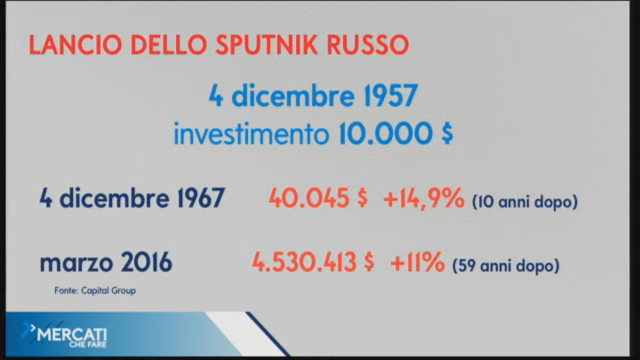 LANCIO DELLO SPUTNIK RUSSO
4 dicembre 1957
investimento 10.000 $
4 dicembre 1967 40.045 $ +14,9% (10 anni dopo)
marzo 2016 4.530.413 $ +11% (59 anni dopo)
Fonte: Capital Group
MERCATI
CHE FARE